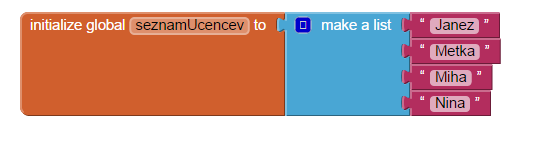 initialize global seznamUcencev to make a list " Janez "
" Metka "
" Miha "
" Nina "